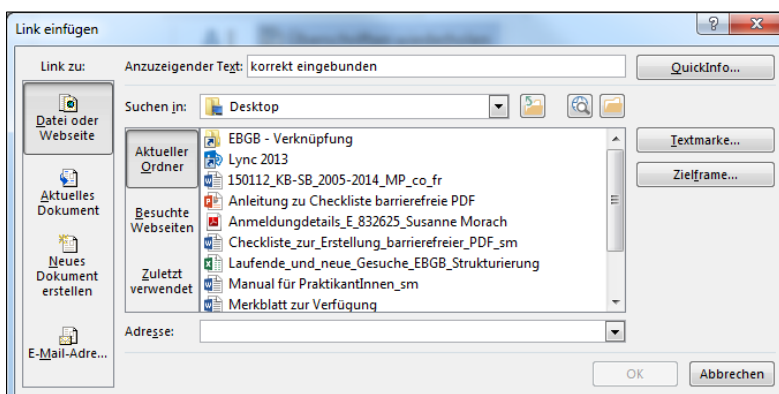 Link einfügen
Link zu:
Anzuzeigender Text: korrekt eingebunden
QuickInfo...
Datei oder
Webseite
Suchen in: Desktop
Aktueller
Ordner
EBGB - Verknüpfung
Lync 2013
150112_KB-SB_2005-2014_MP_co_fr
Anleitung zu Checkliste barrierefreie PDF
Anmeldungdetails_E_832625_Susanne Morach
Checkliste_zur_Erstellung_barrierefreier_PDF_sm
Laufende_und_neue_Gesuche_EBGB_Strukturierung
Manual für PraktikantInnen_sm
Merkblatt zur Verfügung
Textmarke...
Zielframe...
Aktuelles
Dokument
Besuchte
Webseiten
Neues
Dokument
erstellen
Zuletzt
verwendet
E-Mail-Adre...
Adresse:
OK
Abbrechen